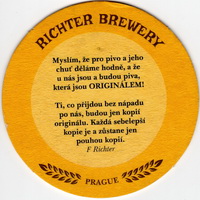 RICHTER BREWERY
Myslím, že pro pivo a jeho
chuť děláme hodně, a že
u nás jsou a budou piva,
která jsou ORIGINÁLEM!
Ti, co přijdou bez nápadu
po nás, budou jen kopií
originálu. Každá sebelepší
kopie je a zůstane jen
pouhou kopií.
F Richter
PRAGUE